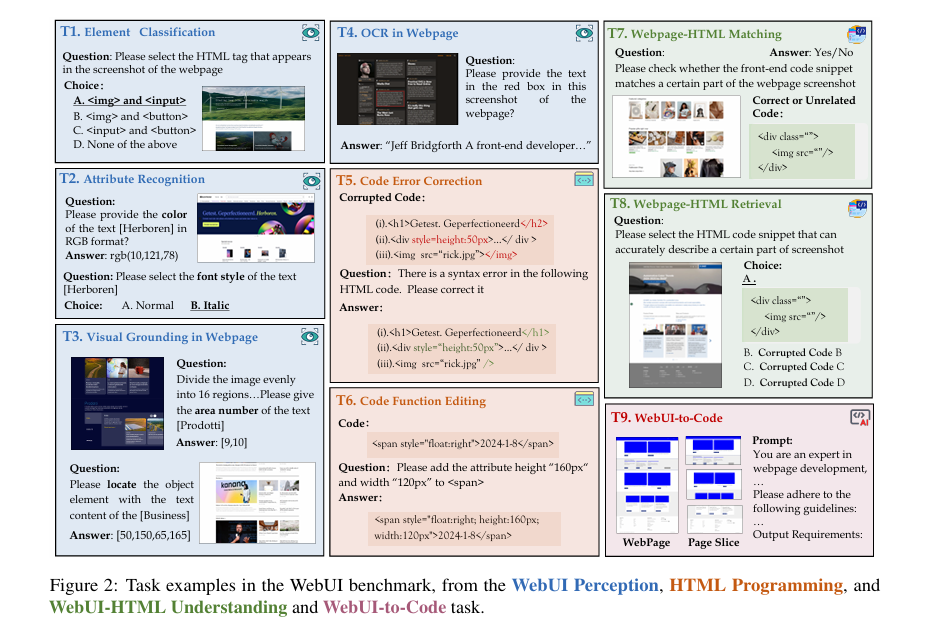 T1. Element Classification
Question: Please select the HTML tag that appears
in the screenshot of the webpage
Choice:
A. <img> and <input>
B. <img> and <button>
C. <input> and <button>
D. None of the above
T2. Attribute Recognition
Question:
Please provide the color
of the text [Herboren] in
RGB format?
Answer: rgb(10,121,78)
Getest. Geperfectioneerd. Herboren.
Question: Please select the font style of the text
[Herboren]
Choice: A. Normal B. Italic
T3. Visual Grounding in Webpage
Question:
Divide the image evenly
into 16 regions…Please give
the area number of the text
[Prodotti]
Answer: [9,10]
Question:
Please locate the object
element with the text
content of the [Business]
Answer: [50,150,65,165]
kanana
T4. OCR in Webpage
Question:
Please provide the text
in the red box in this
screenshot of the
webpage?
Answer: “Jeff Bridgforth A front-end developer…”
T5. Code Error Correction
Corrupted Code:
(i).<h1>Getest. Geperfectioneerd</h2>
(ii).<div style=height:50px>…</ div >
(iii).<img src="rick.jpg"></img>
Question: There is a syntax error in the following
HTML code. Please correct it
Answer:
(i).<h1>Getest. Geperfectioneerd</h1>
(ii).<div style=“height:50px”>…</ div >
(iii).<img src="rick.jpg" />
T6. Code Function Editing
Code:
<span style="float:right">2024-1-8</span>
Question: Please add the attribute height “160px“
and width “120px” to <span>
Answer:
<span style="float:right; height:160px;
width:120px">2024-1-8</span>
T7. Webpage-HTML Matching
Question: Answer: Yes/No
Please check whether the front-end code snippet
matches a certain part of the webpage screenshot
Correct or Unrelated
Code:
<div class=“”>
<img src=“”/>
</div>
T8. Webpage-HTML Retrieval
Question:
Please select the HTML code snippet that can
accurately describe a certain part of screenshot
Choice:
A .
<div class=“”>
<img src=“”/>
</div>
B. Corrupted Code B
C. Corrupted Code C
D. Corrupted Code D
T9. WebUI-to-Code
AI
Prompt:
You are an expert in
webpage development,
…
Please adhere to the
following guidelines:
…
Output Requirements:
WebPage Page Slice
Figure 2: Task examples in the WebUI benchmark, from the WebUI Perception, HTML Programming, and
WebUI-HTML Understanding and WebUI-to-Code task.